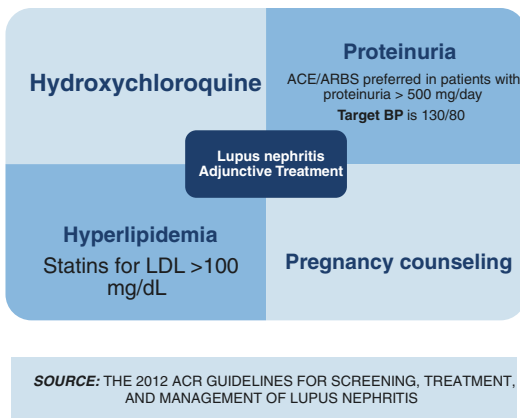 Hydroxychloroquine
Proteinuria
ACE/ARBS preferred in patients with
proteinuria > 500 mg/day
Target BP is 130/80
Lupus nephritis
Adjunctive Treatment
Hyperlipidemia
Statins for LDL >100
mg/dL
Pregnancy counseling
SOURCE: THE 2012 ACR GUIDELINES FOR SCREENING, TREATMENT,
AND MANAGEMENT OF LUPUS NEPHRITIS